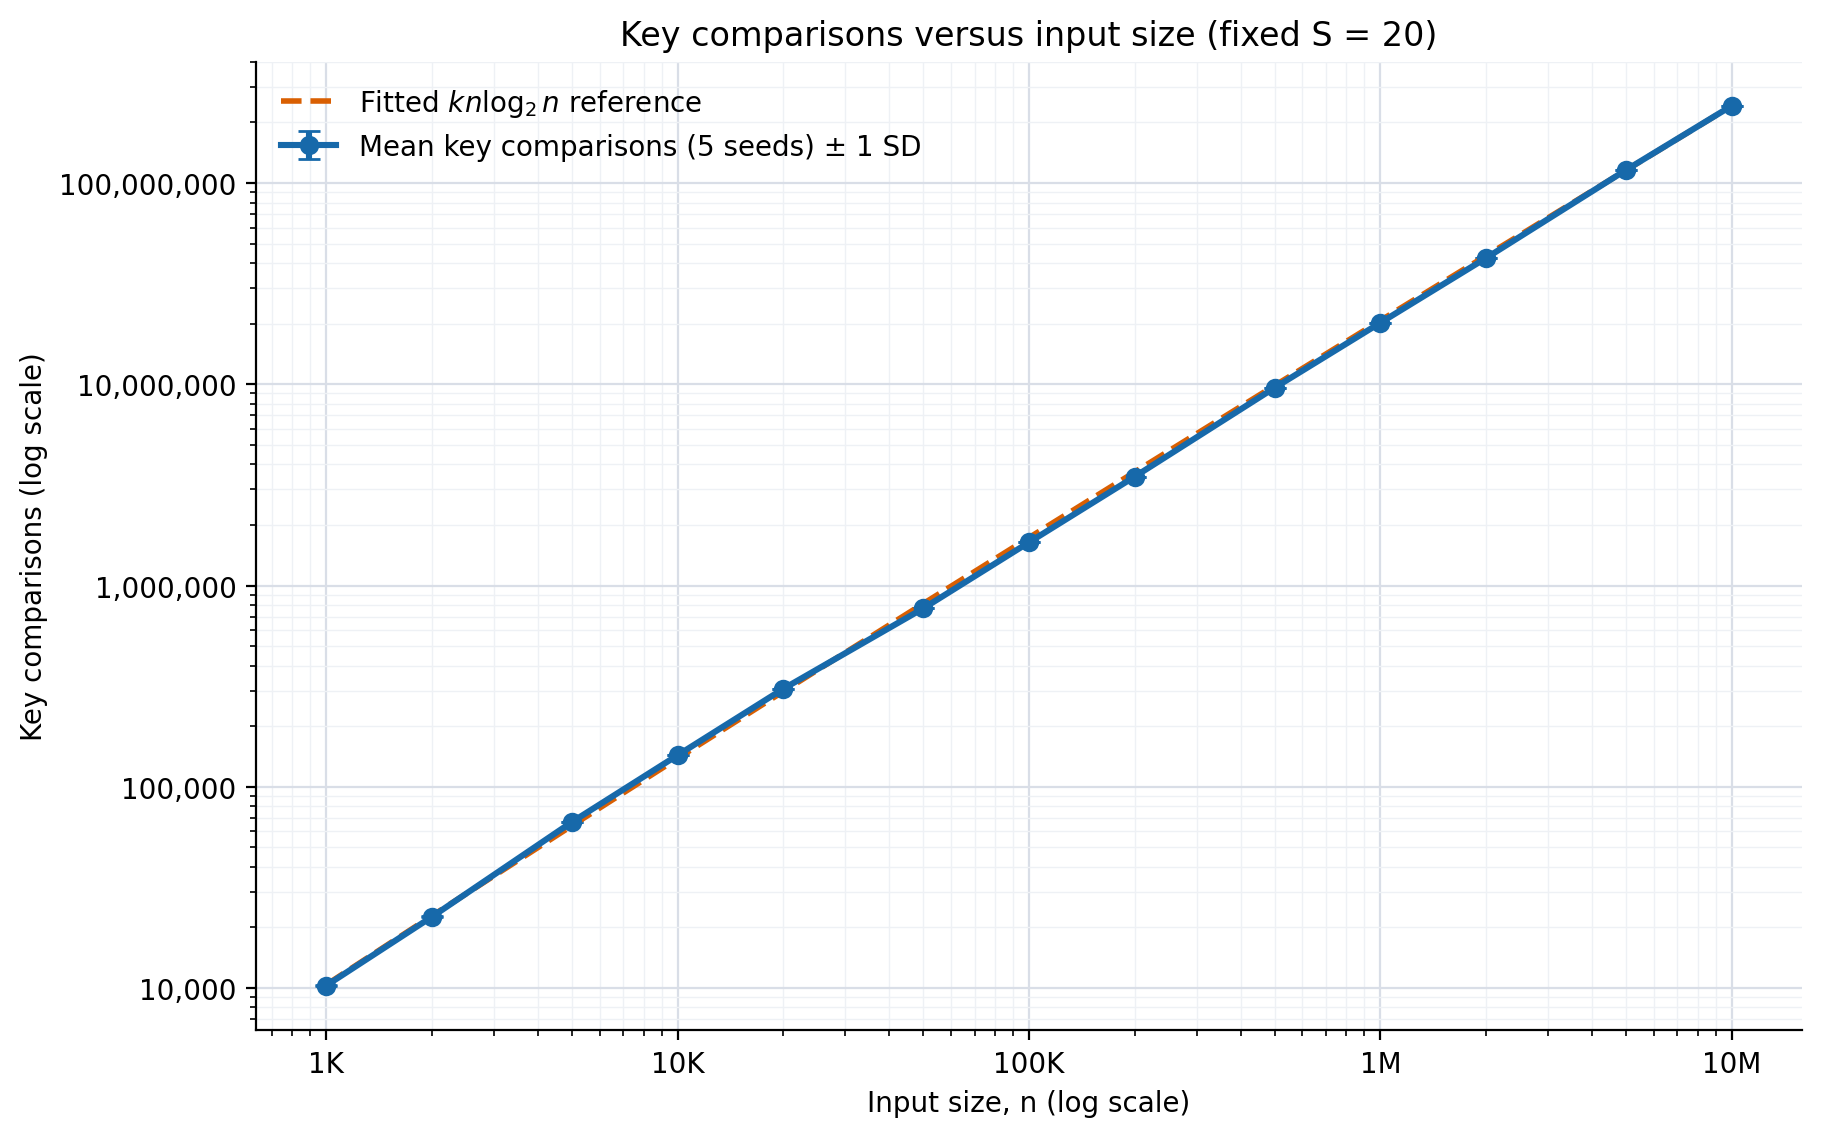 Key comparisons versus input size (fixed S = 20)
Fitted kn log₂ n reference
Mean key comparisons (5 seeds) ± 1 SD
Key comparisons (log scale)
100,000,000
10,000,000
1,000,000
100,000
10,000
1K 10K 100K 1M 10M
Input size, n (log scale)